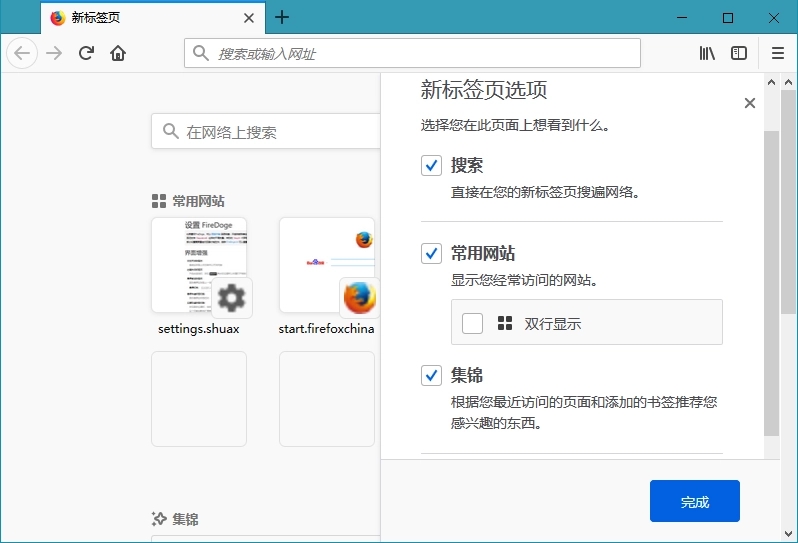 新标签页
搜索或输入网址
在网络上搜索
常用网站
设置 FireDoge
界面增强
settings.shuax
start.firefoxchina
集锦
新标签页选项
选择您在此页面上想看到什么。
搜索
直接在您的新标签页搜遍网络。
常用网站
显示您经常访问的网站。
双行显示
集锦
根据您最近访问的页面和添加的书签推荐您
感兴趣的东西。
完成